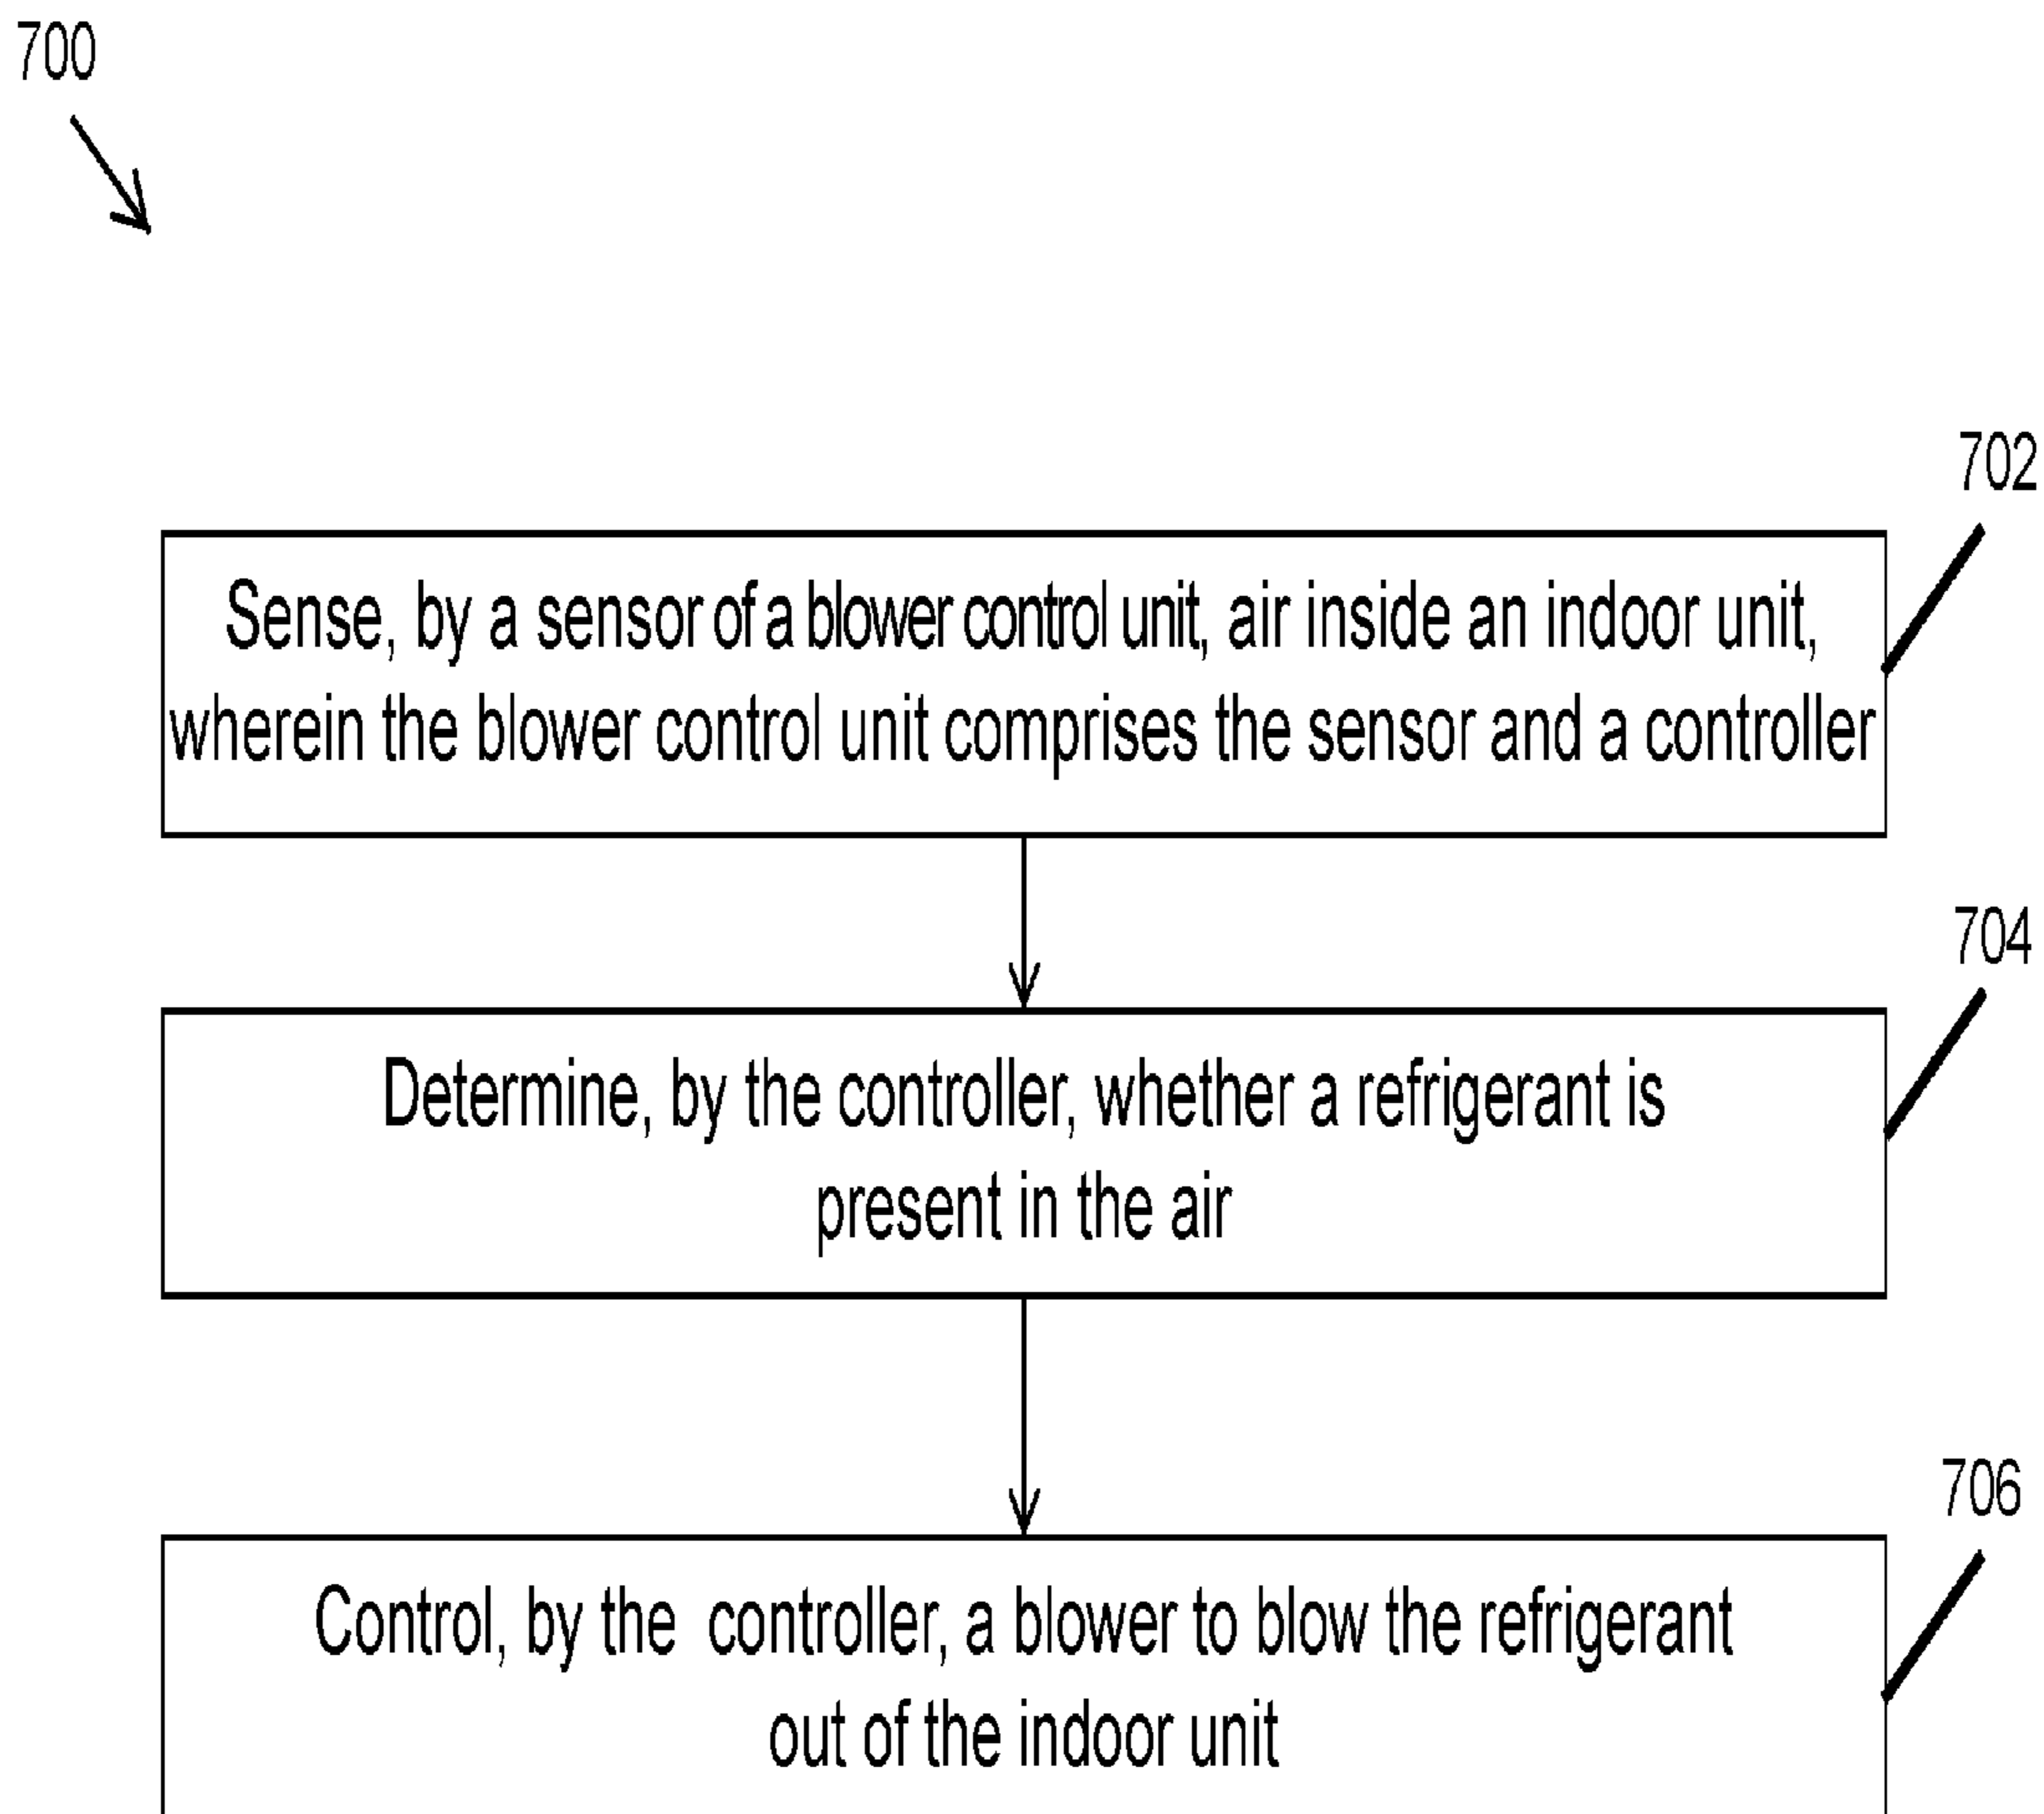 700
702
Sense, by a sensor of a blower control unit, air inside an indoor unit,
wherein the blower control unit comprises the sensor and a controller
704
Determine, by the controller, whether a refrigerant is
present in the air
706
Control, by the controller, a blower to blow the refrigerant
out of the indoor unit